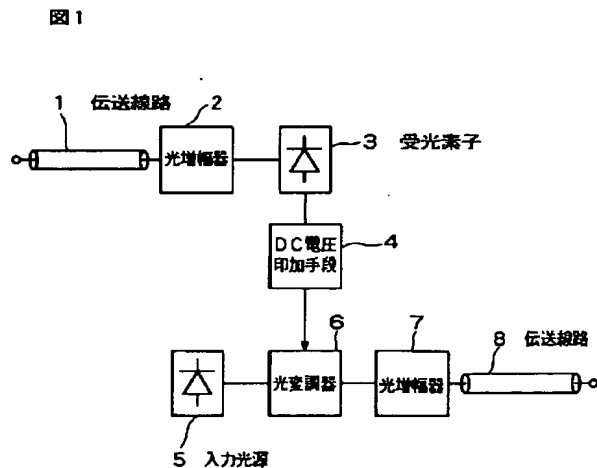 図1
1 伝送線路
2
光増幅器
3 受光素子
DC電圧
印加手段
4
6
7
8 伝送線路
光変調器
光増幅器
5 入力光源